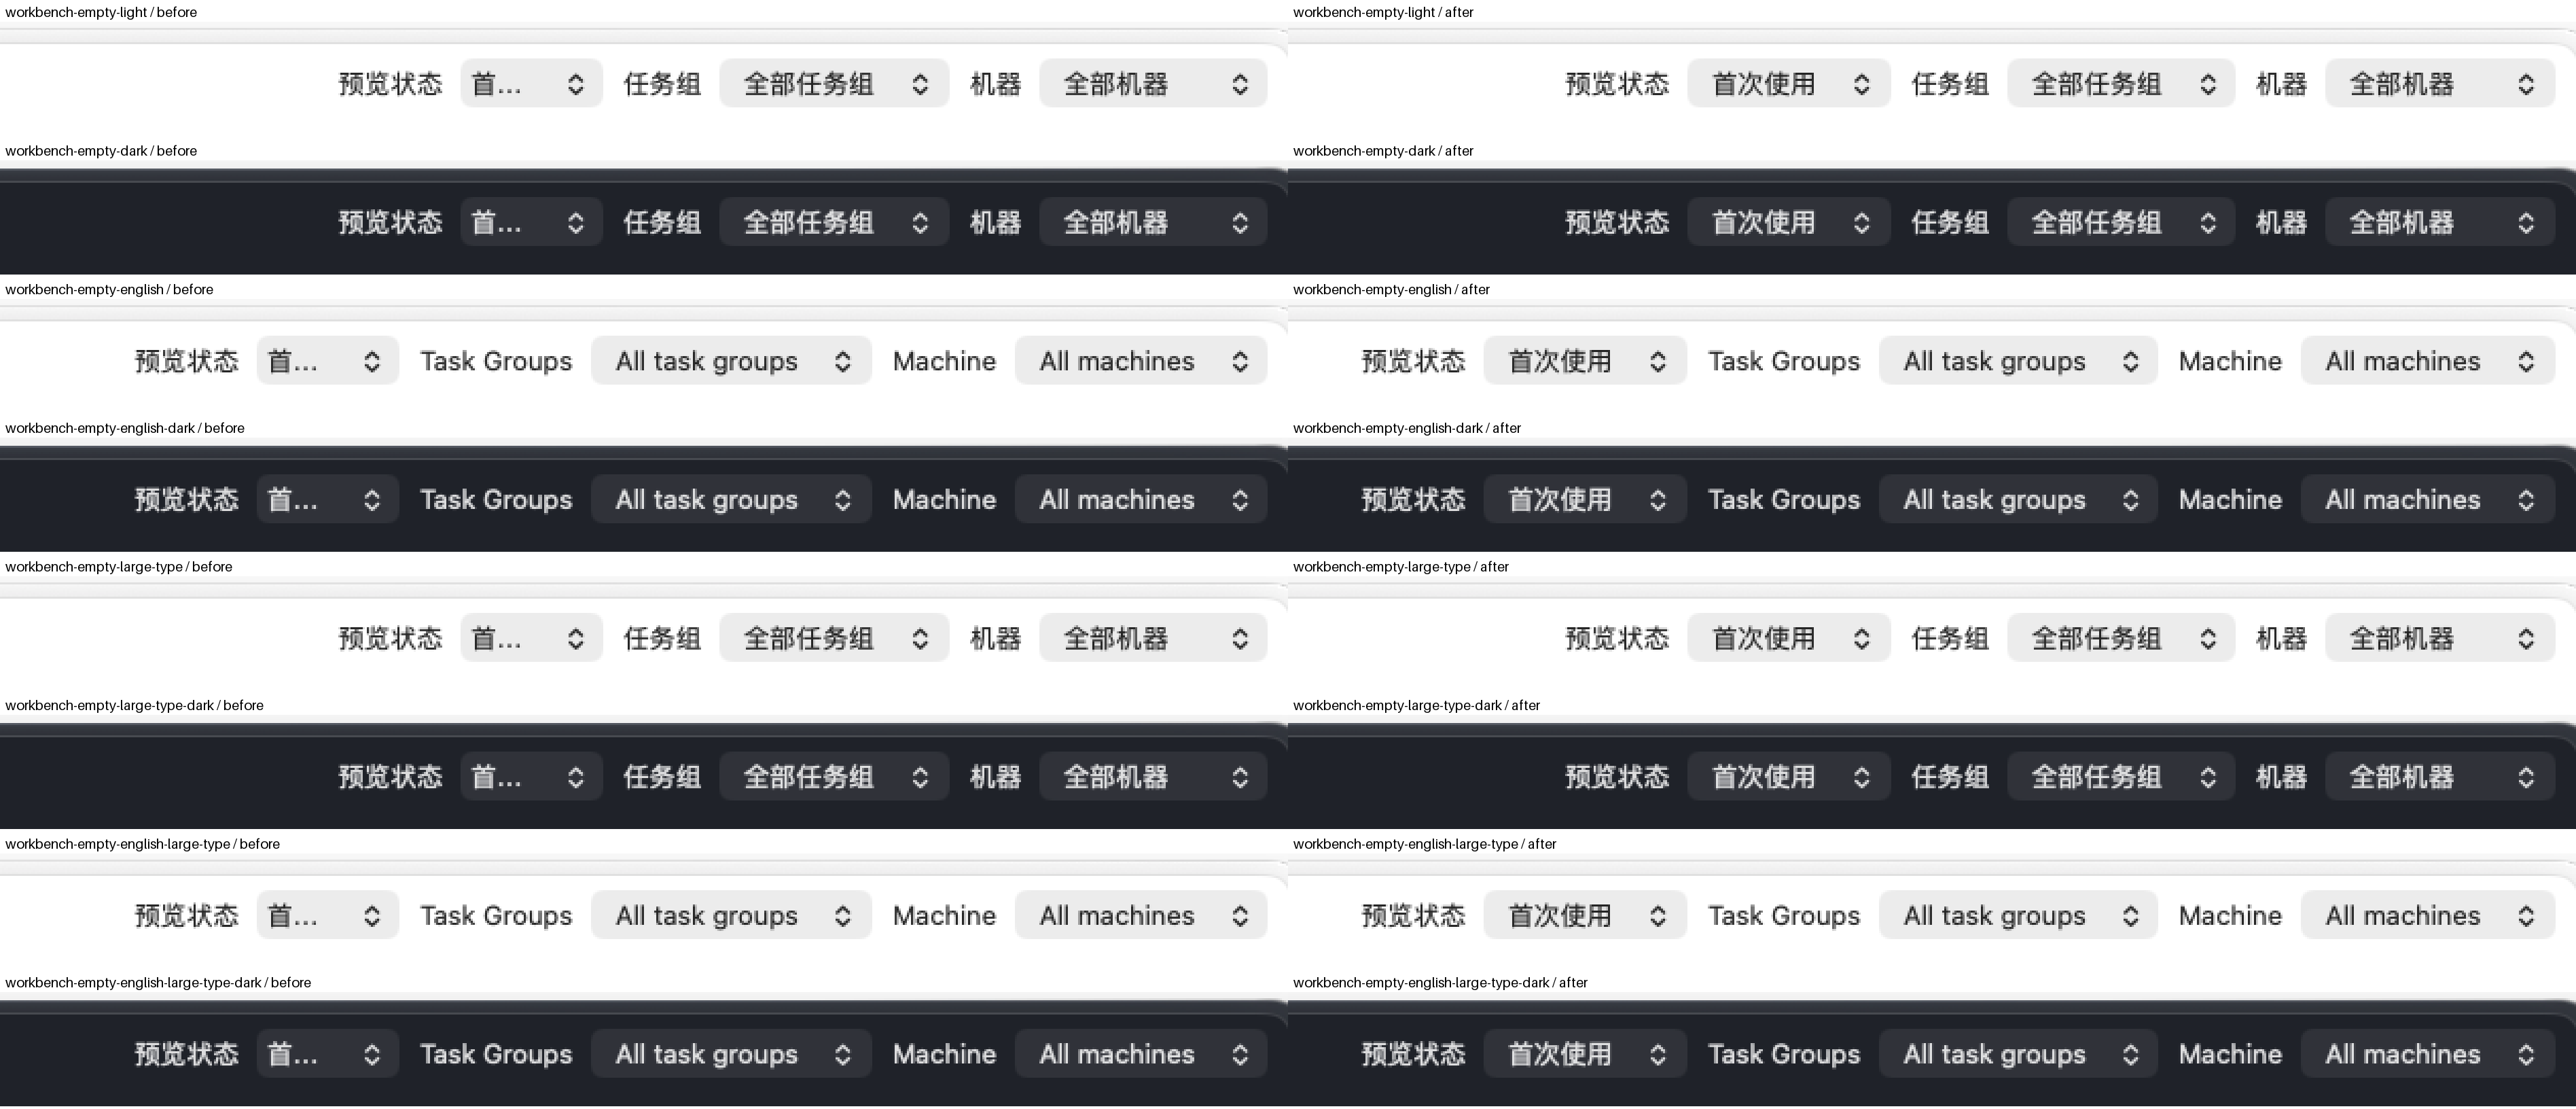 workbench-empty-light / before
workbench-empty-light / after
预览状态 首... 任务组 全部任务组 机器 全部机器
预览状态 首次使用 任务组 全部任务组 机器 全部机器
workbench-empty-dark / before
workbench-empty-dark / after
预览状态 首... 任务组 全部任务组 机器 全部机器
预览状态 首次使用 任务组 全部任务组 机器 全部机器
workbench-empty-english / before
workbench-empty-english / after
预览状态 首... Task Groups All task groups Machine All machines
预览状态 首次使用 Task Groups All task groups Machine All machines
workbench-empty-english-dark / before
workbench-empty-english-dark / after
预览状态 首... Task Groups All task groups Machine All machines
预览状态 首次使用 Task Groups All task groups Machine All machines
workbench-empty-large-type / before
workbench-empty-large-type / after
预览状态 首... 任务组 全部任务组 机器 全部机器
预览状态 首次使用 任务组 全部任务组 机器 全部机器
workbench-empty-large-type-dark / before
workbench-empty-large-type-dark / after
预览状态 首... 任务组 全部任务组 机器 全部机器
预览状态 首次使用 任务组 全部任务组 机器 全部机器
workbench-empty-english-large-type / before
workbench-empty-english-large-type / after
预览状态 首... Task Groups All task groups Machine All machines
预览状态 首次使用 Task Groups All task groups Machine All machines
workbench-empty-english-large-type-dark / before
workbench-empty-english-large-type-dark / after
预览状态 首... Task Groups All task groups Machine All machines
预览状态 首次使用 Task Groups All task groups Machine All machines